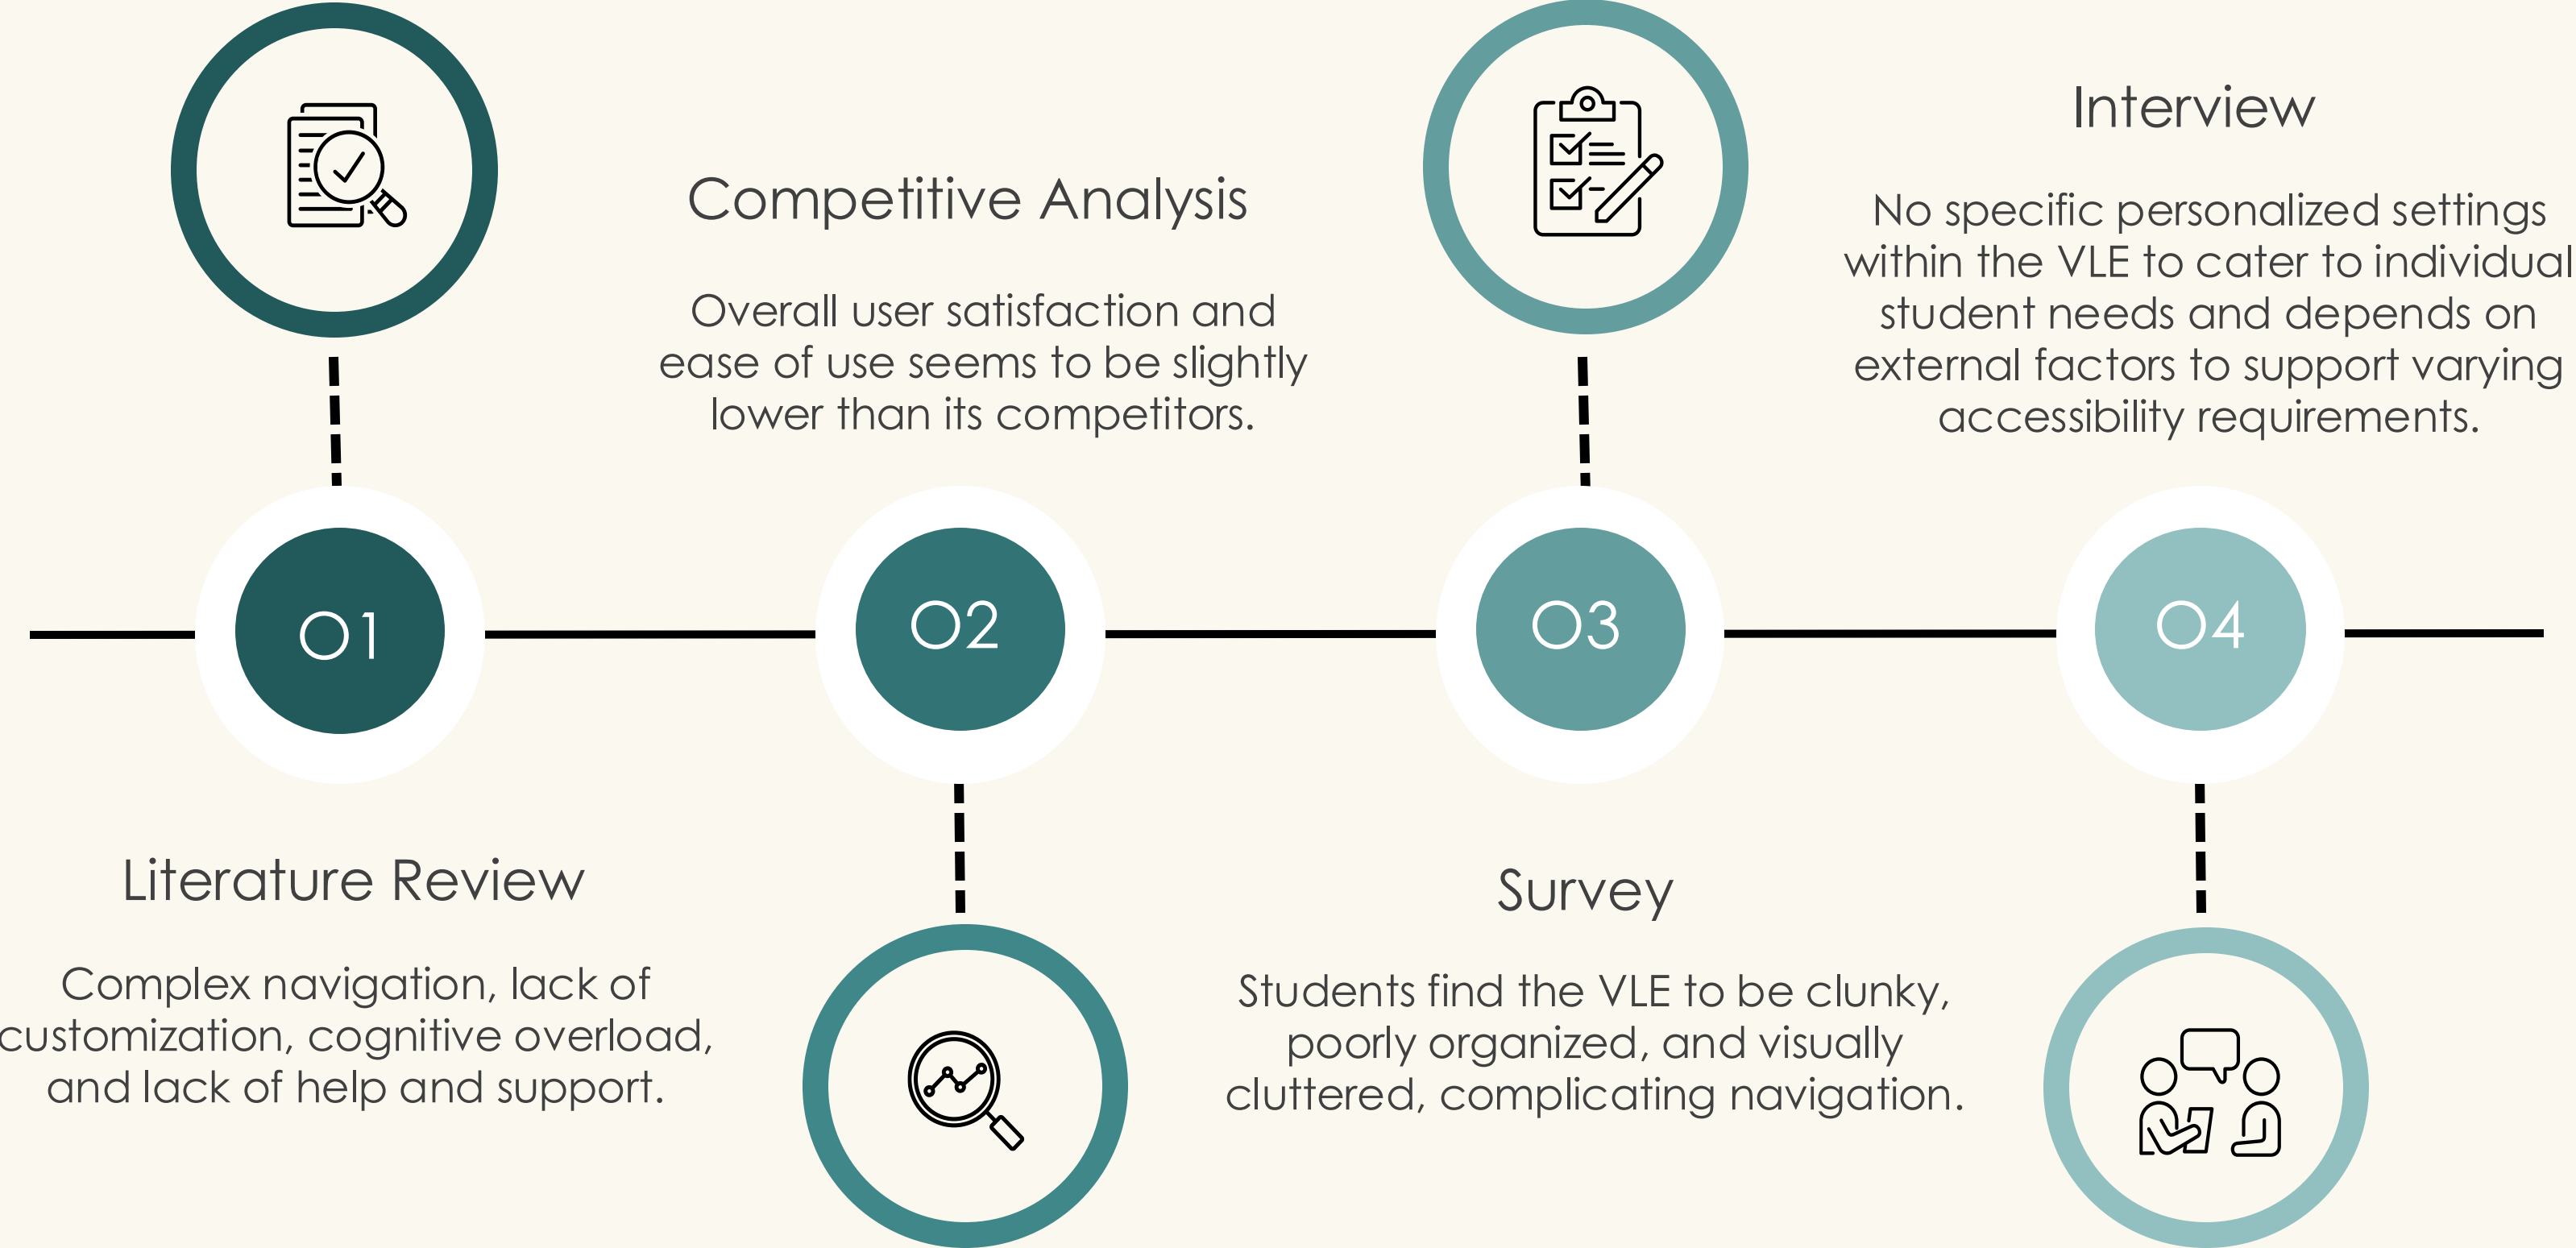 01
Literature Review
Complex navigation, lack of
customization, cognitive overload,
and lack of help and support.
02
Competitive Analysis
Overall user satisfaction and
ease of use seems to be slightly
lower than its competitors.
03
Survey
Students find the VLE to be clunky,
poorly organized, and visually
cluttered, complicating navigation.
04
Interview
No specific personalized settings
within the VLE to cater to individual
student needs and depends on
external factors to support varying
accessibility requirements.